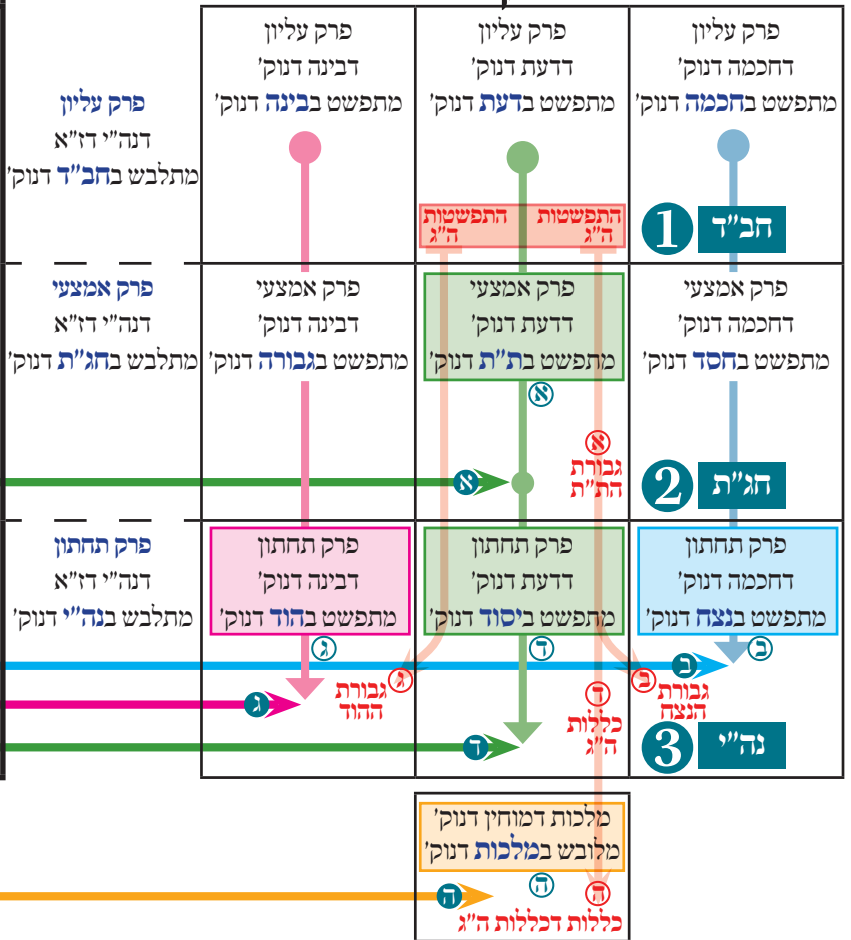 פרק עליון
דחכמה דנוק'
מתפשט בחכמה דנוק'
פרק עליון
דדעת דנוק'
מתפשט בדעת דנוק'
פרק עליון
דבינה דנוק'
מתפשט בבינה דנוק'
פרק עליון
דנה"י דז"א
מתלבש בחב"ד דנוק'
חב"ד
1
התפשטות
ה"ג
התפשטות
ה"ג
פרק אמצעי
דחכמה דנוק'
מתפשט בחסד דנוק'
פרק אמצעי
דדעת דנוק'
מתפשט בת"ת דנוק'
א
פרק אמצעי
דבינה דנוק'
מתפשט בגבורה דנוק'
פרק אמצעי
דנה"י דז"א
מתלבש בחג"ת דנוק'
חג"ת
2
א
גבורת
הת"ת
א
פרק תחתון
דחכמה דנוק'
מתפשט בנצח דנוק'
ב
פרק תחתון
דדעת דנוק'
מתפשט ביסוד דנוק'
ד
פרק תחתון
דבינה דנוק'
מתפשט בהוד דנוק'
ג
פרק תחתון
דנה"י דז"א
מתלבש בנה"י דנוק'
ב
ב
גבורת
הנצח
ג
גבורת
ההוד
ג
ד
כללות
ה"ג
ד
נה"י
3
מלכות דמוחין דנוק'
מלובש במלכות דנוק'
ה
ה
ה
כללות דכללות ה"ג